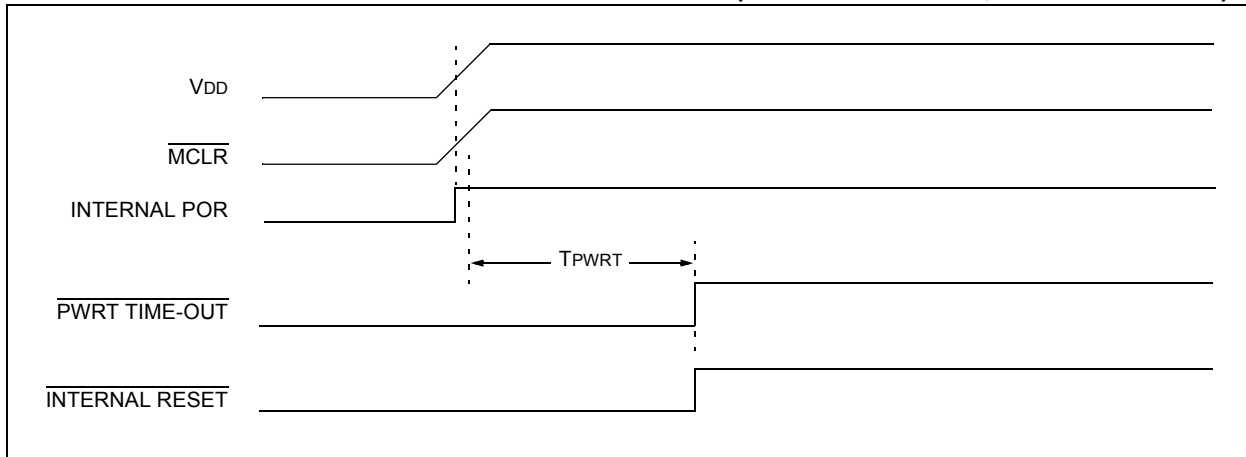 VDD
MCLR
INTERNAL POR
TPWRT
PWRT TIME-OUT
INTERNAL RESET